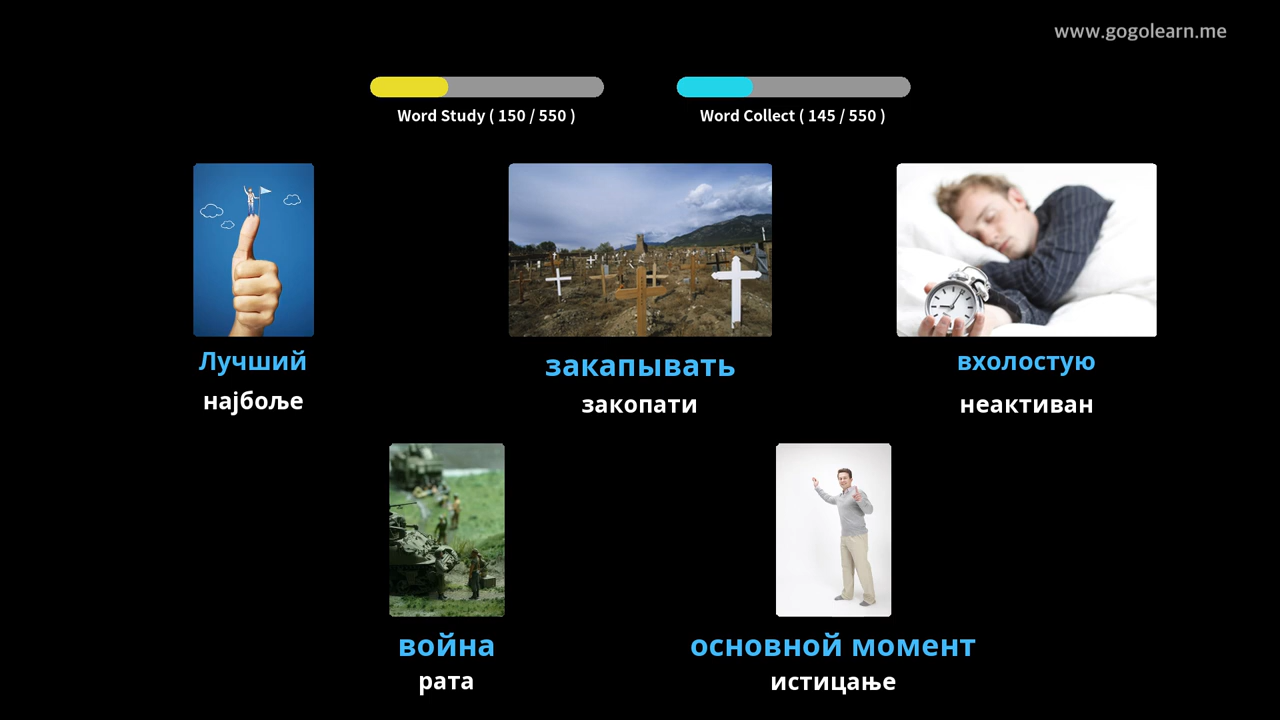 www.gogolearn.me
Word Study ( 150 / 550 )
Word Collect ( 145 / 550 )
Лучший
најбоље
закапывать
закопати
вхолостую
неактиван
война
рата
основной момент
истицање